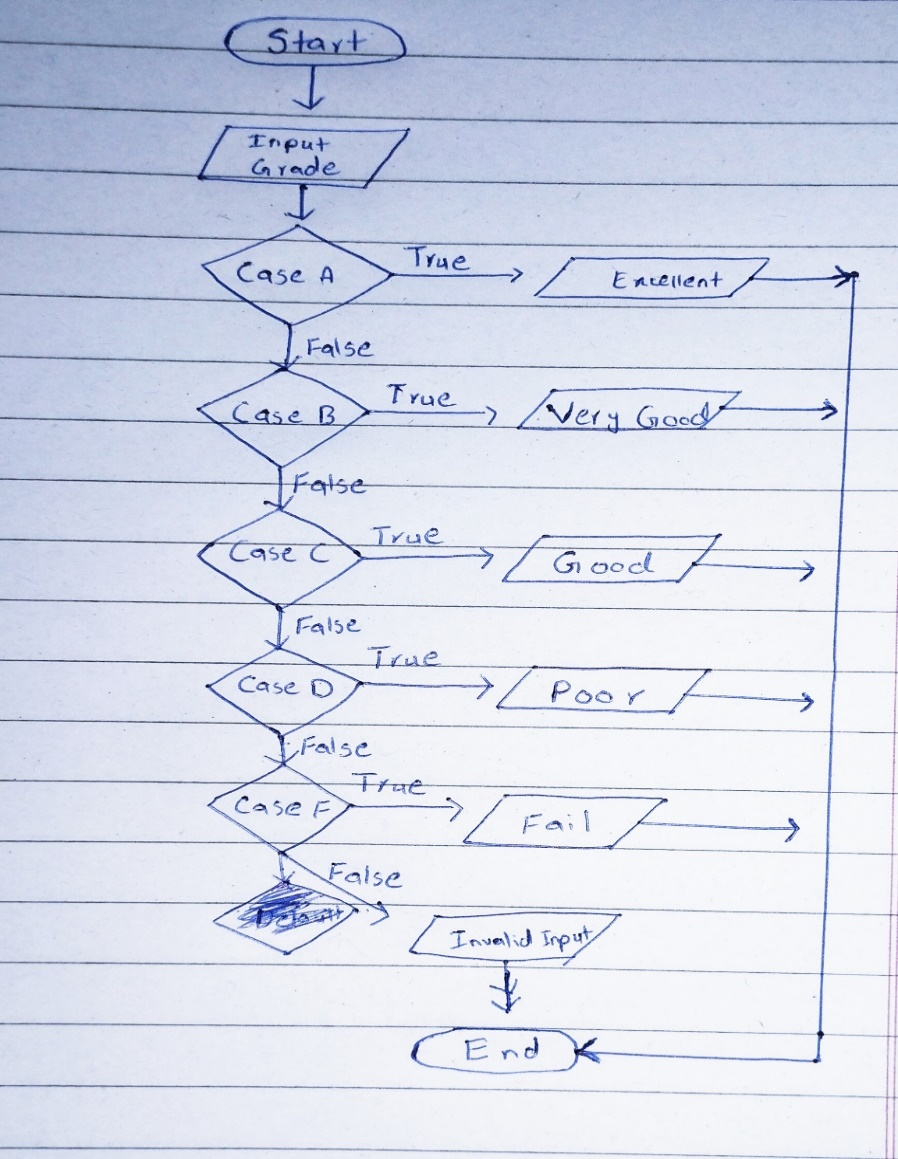 Start
Input
Grade
Case A
True
Excellent
False
Case B
True
Very Good
False
Case C
True
Good
False
Case D
True
Poor
False
Case F
True
Fail
False
Invalid Input
End